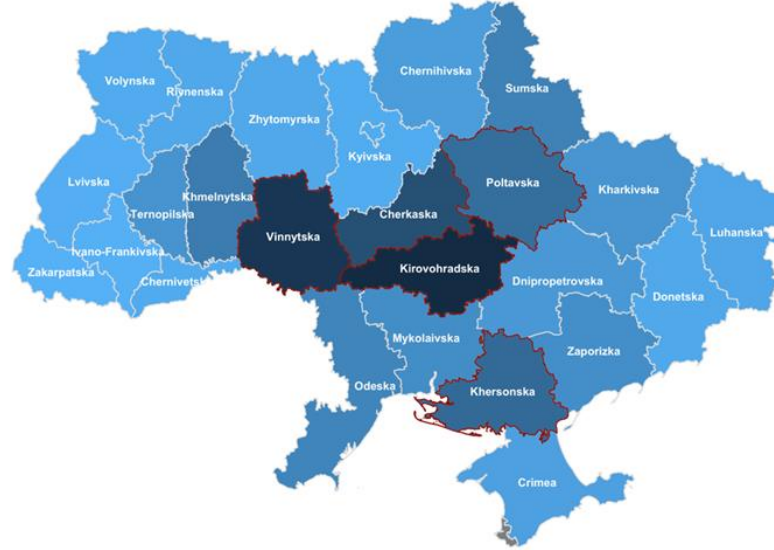 Chernihivska
Volynska
Rivnenska
Sumska
Zhytomyrska
Kyivska
Lvivska
Khmelnytska
Ternopilska
Poltavska
Kharkivska
Cherkaska
Vinnytska
Luhanska
Ivano-Frankivska
Zakarpatska
Chernivets
Kirovohradska
Dnipropetrovska
Donetska
Mykolaivska
Zaporizka
Odeska
Khersonska
Crimea